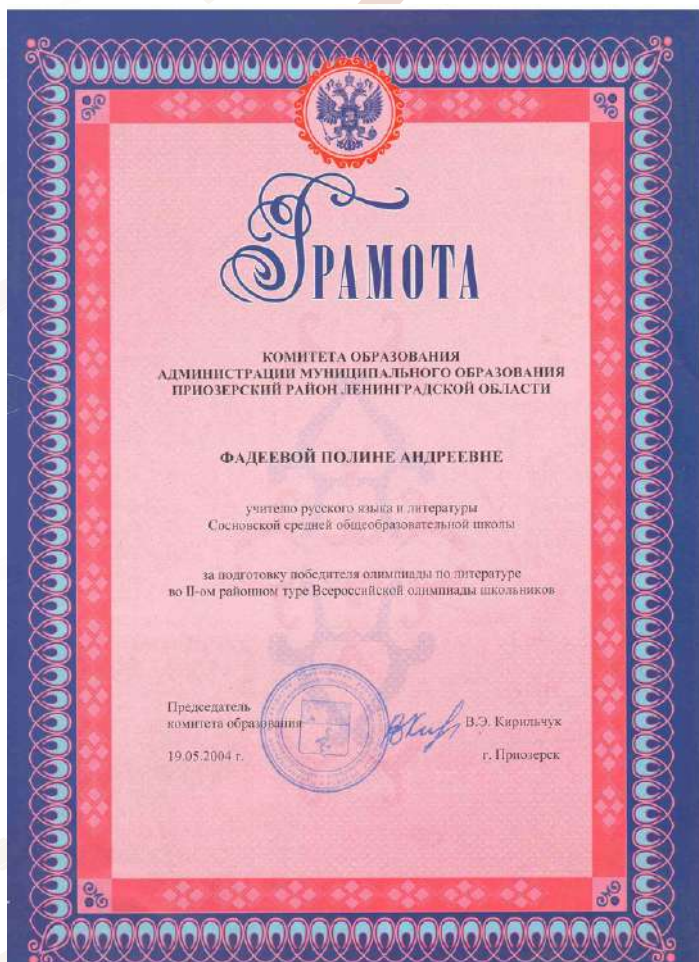 Грамота
КОМИТЕТА ОБРАЗОВАНИЯ
АДМИНИСТРАЦИИ МУНИЦИПАЛЬНОГО ОБРАЗОВАНИЯ
ПРИОЗЕРСКИЙ РАЙОН ЛЕНИНГРАДСКОЙ ОБЛАСТИ
ФАДЕЕВОЙ ПОЛИНЕ АНДРЕЕВНЕ
учителю русского языка и литературы
Сосновской средней общеобразовательной школы
за подготовку победителя олимпиады по литературе
во II-ом районном туре Всероссийской олимпиады школьников
Председатель
комитета образования В.Э. Кирильчук
19.05.2004 г. г. Приозерск